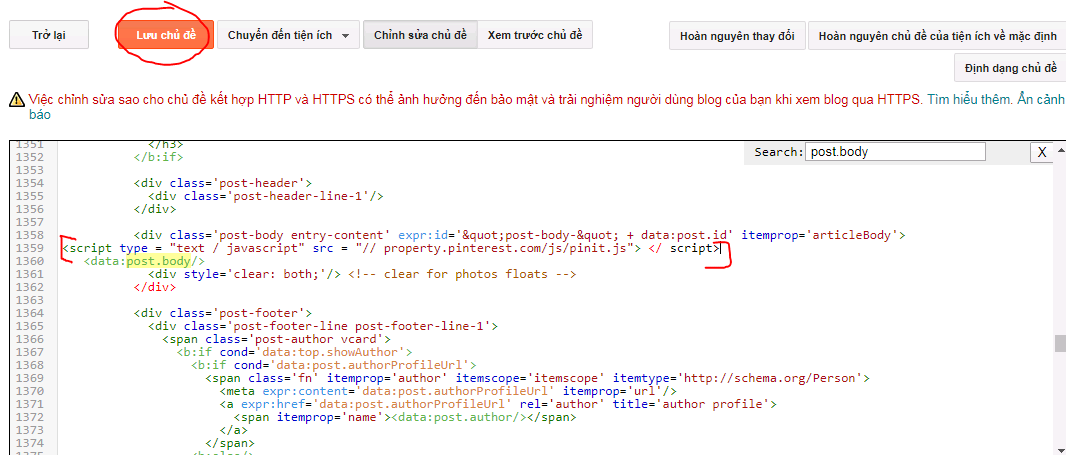 Trở lại Lưu chủ đề Chuyển đến tiện ích Chỉnh sửa chủ đề Xem trước chủ đề Hoàn nguyên thay đổi Hoàn nguyên chủ đề của tiện ích về mặc định
Định dạng chủ đề
Việc chỉnh sửa sao cho chủ đề kết hợp HTTP và HTTPS có thể ảnh hưởng đến bảo mật và trải nghiệm người dùng blog của bạn khi xem blog qua HTTPS. Tìm hiểu thêm. Ẩn cảnh
báo
Search: post.body X
1351 </h3>
1352 </b:if>
1353
1354 <div class='post-header'>
1355 <div class='post-header-line-1'/>
1356 </div>
1357
1358 <div class='post-body entry-content' expr:id='&quot;post-body-&quot; + data:post.id' itemprop='articleBody'>
1359 <script type = "text / javascript" src = "// property.pinterest.com/js/pinit.js"> </ script>
1360 <data:post.body/>
1361 <div style='clear: both;'/> <!-- clear for photos floats -->
1362 </div>
1363
1364 <div class='post-footer'>
1365 <div class='post-footer-line post-footer-line-1'>
1366 <span class='post-author vcard'>
1367 <b:if cond='data:top.showAuthor'>
1368 <b:if cond='data:post.authorProfileUrl'>
1369 <span class='fn' itemprop='author' itemscope='itemscope' itemtype='http://schema.org/Person'>
1370 <meta expr:content='data:post.authorProfileUrl' itemprop='url'/>
1371 <a expr:href='data:post.authorProfileUrl' rel='author' title='author profile'>
1372 <span itemprop='name'><data:post.author/></span>
1373 </a>
1374 </span>
1375 <b:else/>